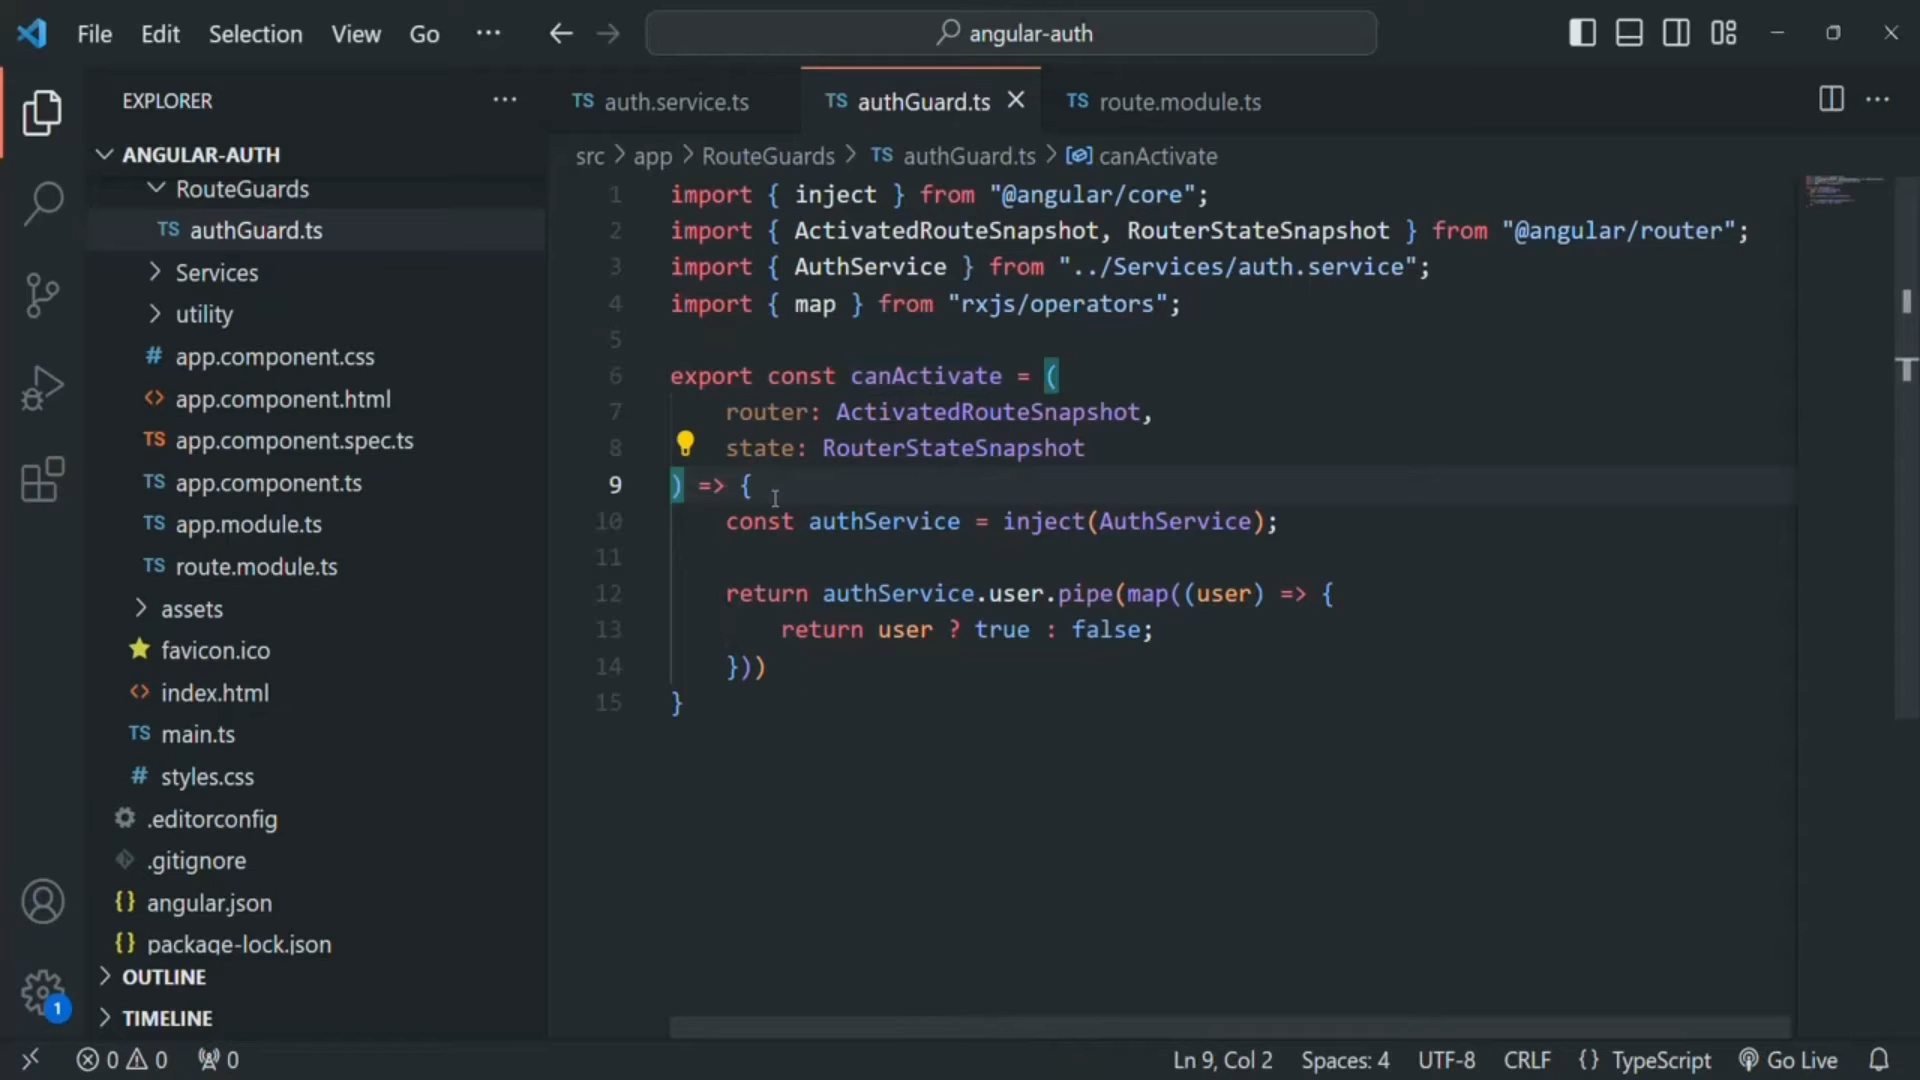 File Edit Selection View Go ··· angular-auth
EXPLORER ···
ANGULAR-AUTH
RouteGuards
TS authGuard.ts
Services
utility
# app.component.css
<> app.component.html
TS app.component.spec.ts
TS app.component.ts
TS app.module.ts
TS route.module.ts
assets
favicon.ico
<> index.html
TS main.ts
# styles.css
.editorconfig
.gitignore
{} angular.json
{} package-lock.json
OUTLINE
TIMELINE
1
TS auth.service.ts TS authGuard.ts TS route.module.ts ···
src > app > RouteGuards > TS authGuard.ts > canActivate
1 import { inject } from "@angular/core";
2 import { ActivatedRouteSnapshot, RouterStateSnapshot } from "@angular/router";
3 import { AuthService } from "../Services/auth.service";
4 import { map } from "rxjs/operators";
5
6 export const canActivate = (
7 router: ActivatedRouteSnapshot,
8 state: RouterStateSnapshot
9 ) => {
10 const authService = inject(AuthService);
11
12 return authService.user.pipe(map((user) => {
13 return user ? true : false;
14 }))
15 }
0 0 0 Ln 9, Col 2 Spaces: 4 UTF-8 CRLF {} TypeScript Go Live